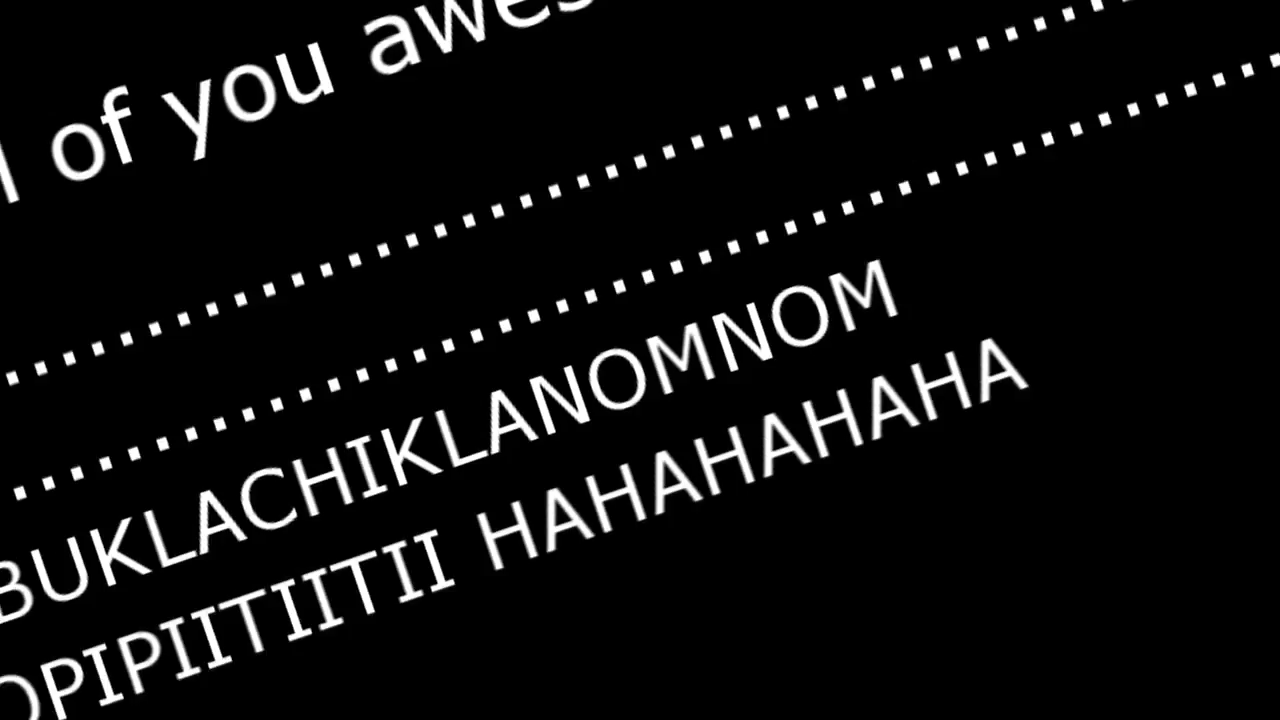 l of you awes
........................................
.............................................
BUKLACHIKLANOMNOM
OPIPIITIITII HAHAHAHAHA